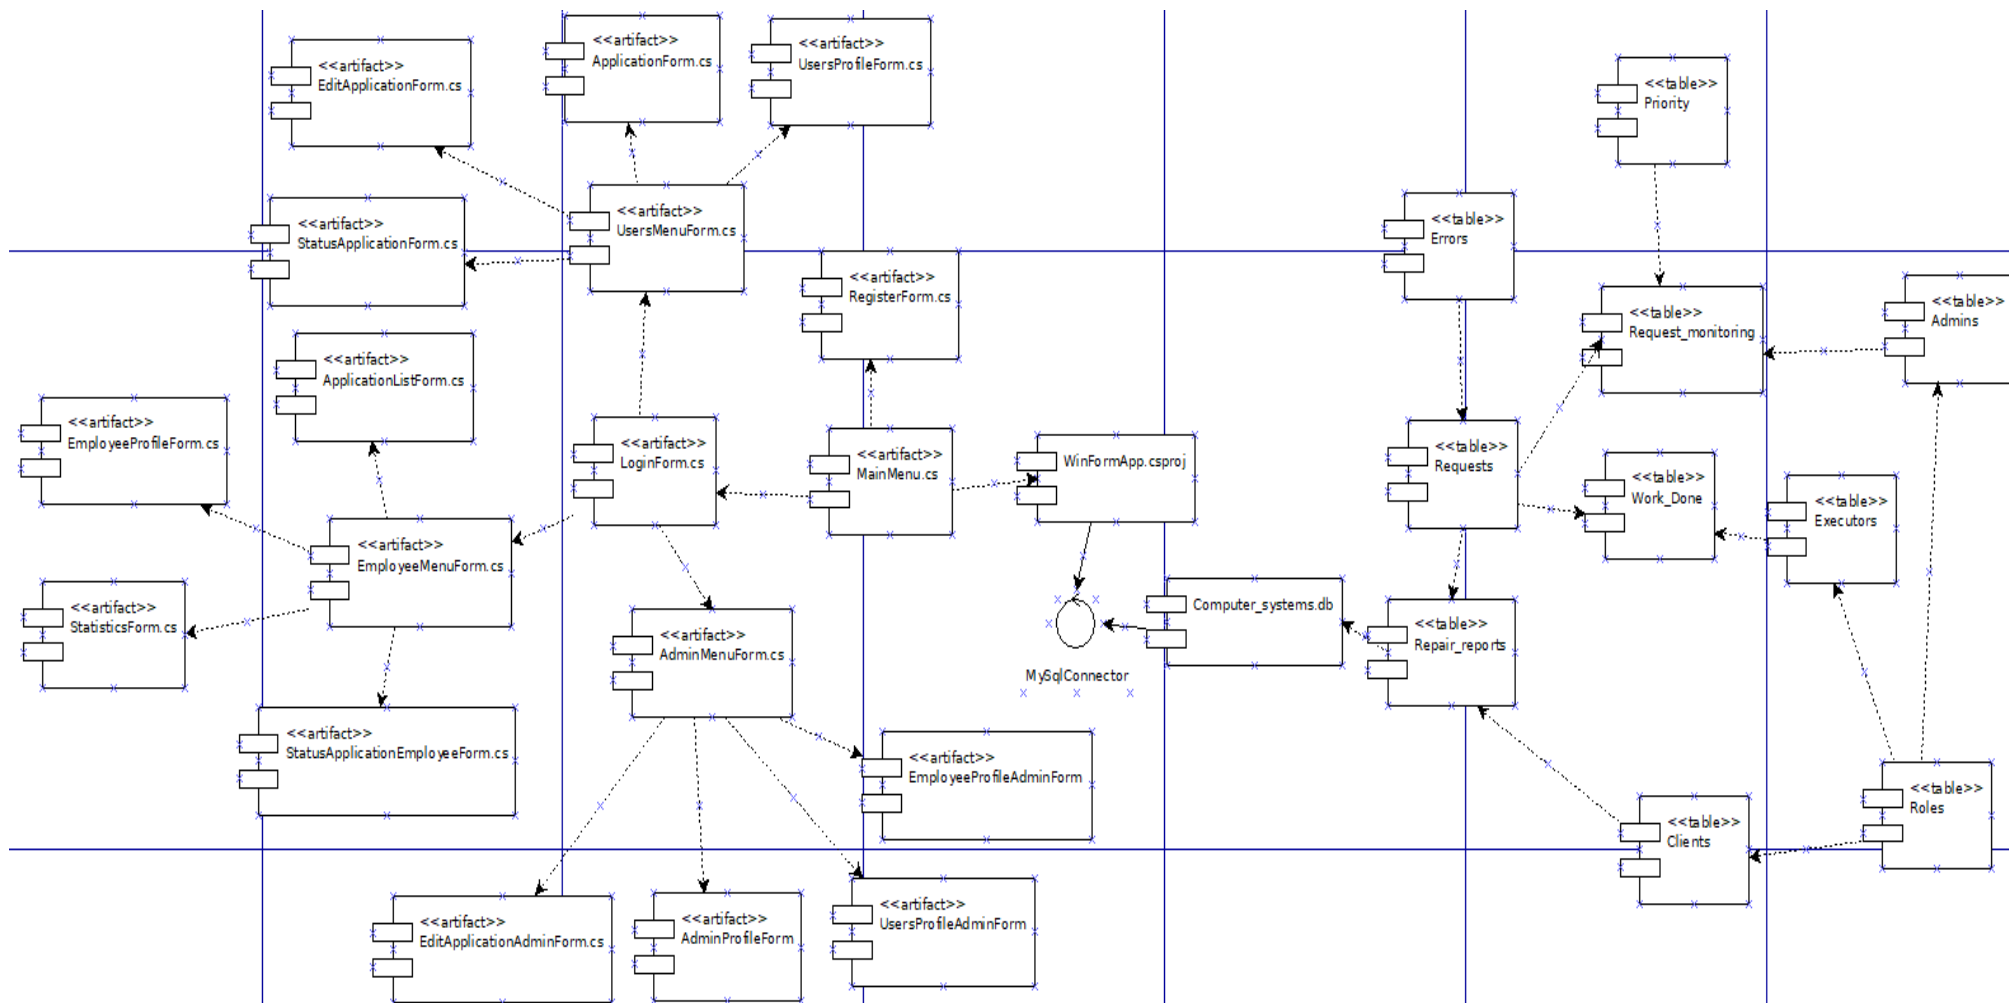 <<artifact>>
EditApplicationForm.cs
<<artifact>>
ApplicationForm.cs
<<artifact>>
UsersProfileForm.cs
<<table>>
Priority
<<artifact>>
StatusApplicationForm.cs
<<artifact>>
UsersMenuForm.cs
<<artifact>>
RegisterForm.cs
<<table>>
Errors
<<table>>
Request_monitoring
<<table>>
Admins
<<artifact>>
ApplicationListForm.cs
<<artifact>>
EmployeeProfileForm.cs
<<artifact>>
LoginForm.cs
<<artifact>>
MainMenu.cs
WinFormApp.csproj
<<table>>
Requests
<<table>>
Work_Done
<<table>>
Executors
<<artifact>>
EmployeeMenuForm.cs
<<artifact>>
StatisticsForm.cs
<<artifact>>
AdminMenuForm.cs
MySqlConnector
Computer_systems.db
<<table>>
Repair_reports
<<artifact>>
StatusApplicationEmployeeForm.cs
<<artifact>>
EmployeeProfileAdminForm
<<table>>
Clients
<<table>>
Roles
<<artifact>>
EditApplicationAdminForm.cs
<<artifact>>
AdminProfileForm
<<artifact>>
UsersProfileAdminForm